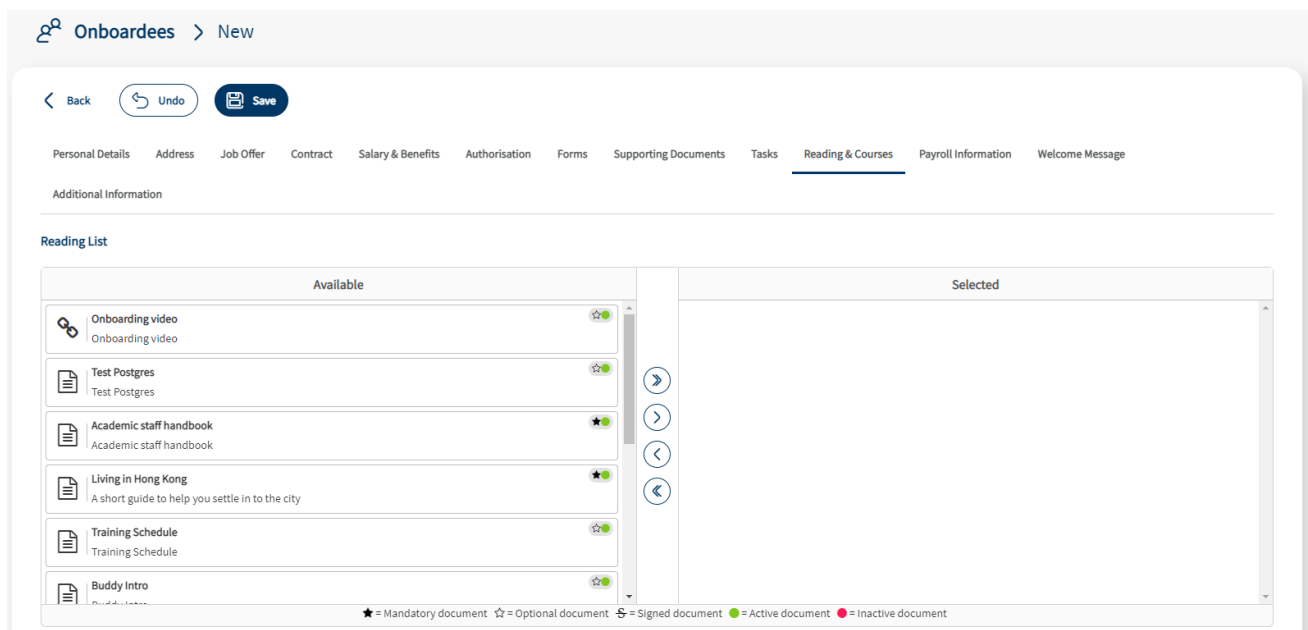 Onboardees > New
Back Undo Save
Personal Details Address Job Offer Contract Salary & Benefits Authorisation Forms Supporting Documents Tasks Reading & Courses Payroll Information Welcome Message
Additional Information
Reading List
Available Selected
Onboarding video
Onboarding video
Test Postgres
Test Postgres
Academic staff handbook
Academic staff handbook
Living in Hong Kong
A short guide to help you settle in to the city
Training Schedule
Training Schedule
Buddy Intro
Buddy Intro
★ = Mandatory document ☆ = Optional document S = Signed document = Active document = Inactive document